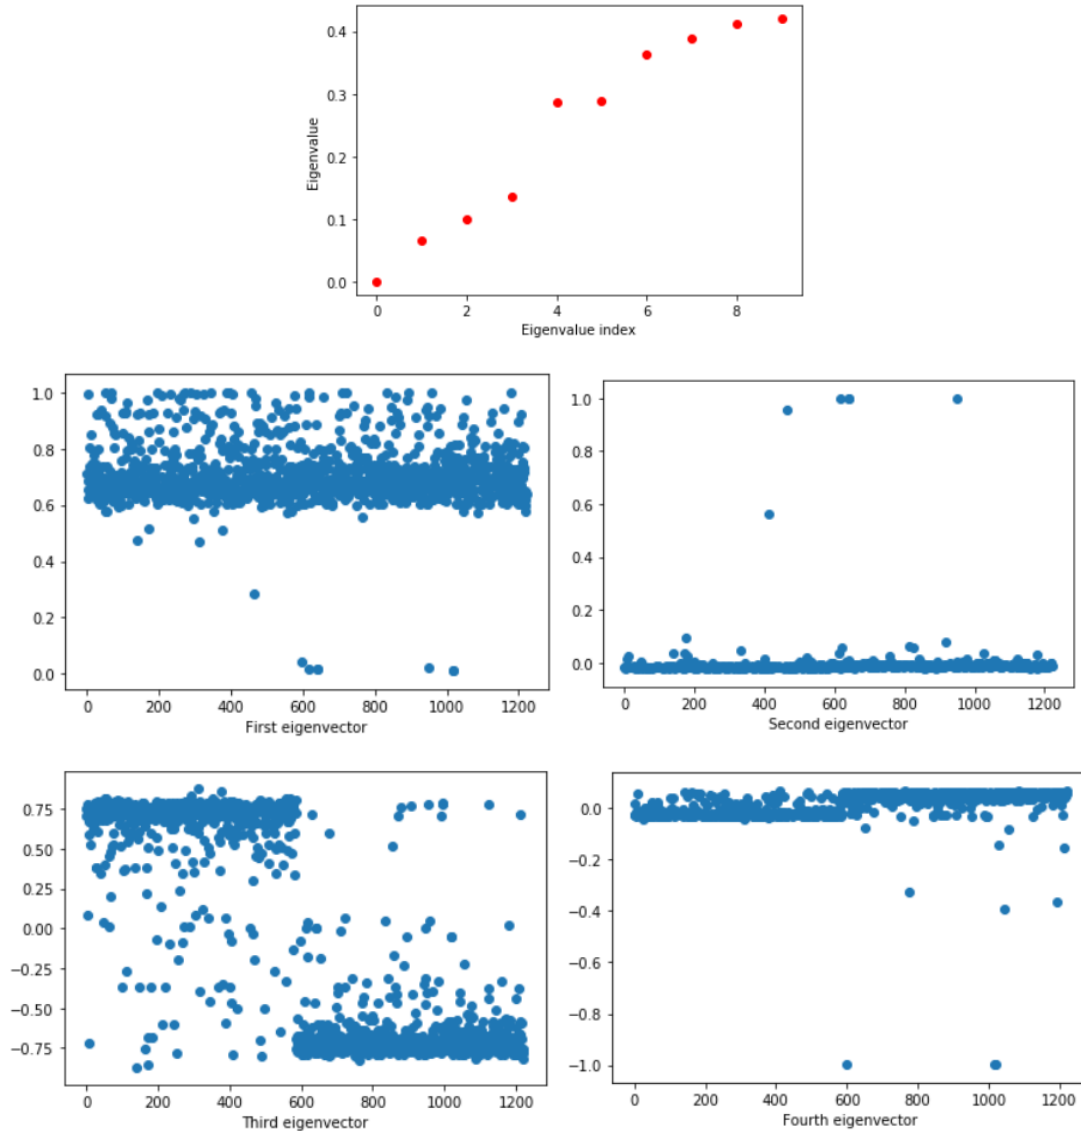 0.4
0.3
0.2
0.1
0.0
Eigenvalue
0 2 4 6 8
Eigenvalue index
1.0
0.8
0.6
0.4
0.2
0.0
0 200 400 600 800 1000 1200
First eigenvector
1.0
0.8
0.6
0.4
0.2
0.0
0 200 400 600 800 1000 1200
Second eigenvector
0.75
0.50
0.25
0.00
−0.25
−0.50
−0.75
0 200 400 600 800 1000 1200
Third eigenvector
0.0
−0.2
−0.4
−0.6
−0.8
−1.0
0 200 400 600 800 1000 1200
Fourth eigenvector